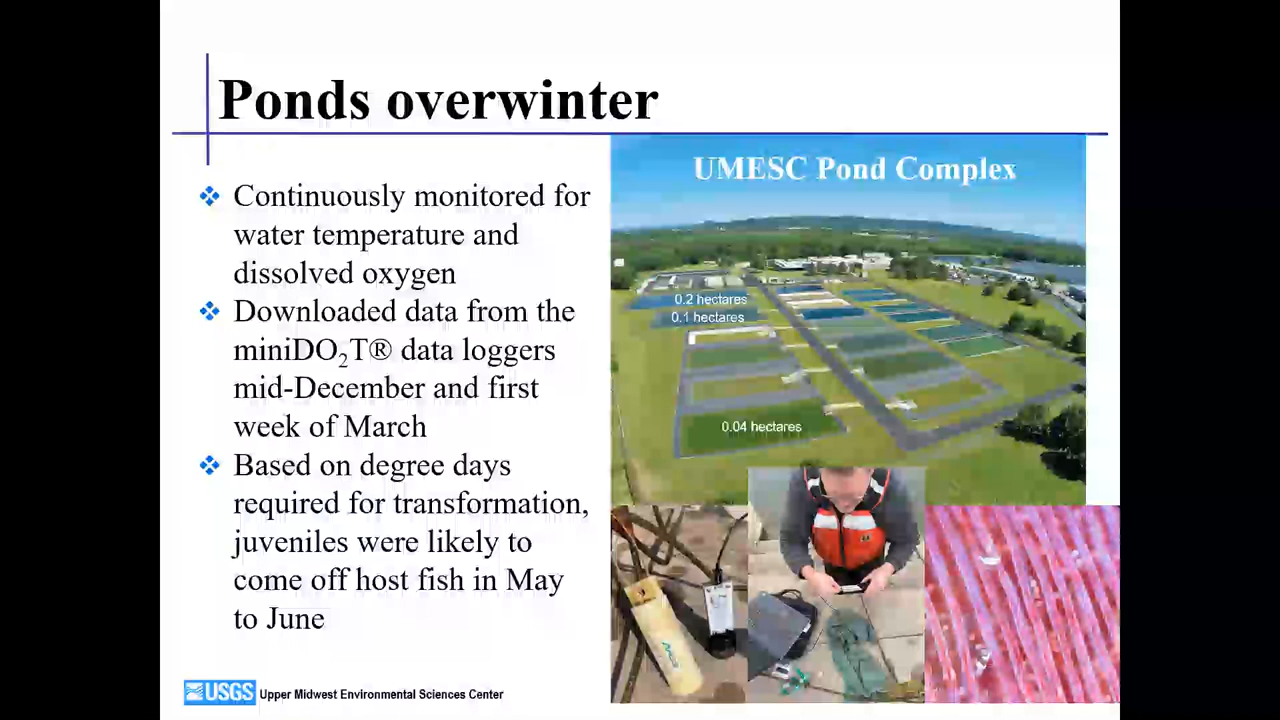 Ponds overwinter
Continuously monitored for
water temperature and
dissolved oxygen
Downloaded data from the
miniDO₂T® data loggers
mid-December and first
week of March
Based on degree days
required for transformation,
juveniles were likely to
come off host fish in May
to June
UMESC Pond Complex
0.2 hectares
0.1 hectares
0.04 hectares
USGS Upper Midwest Environmental Sciences Center